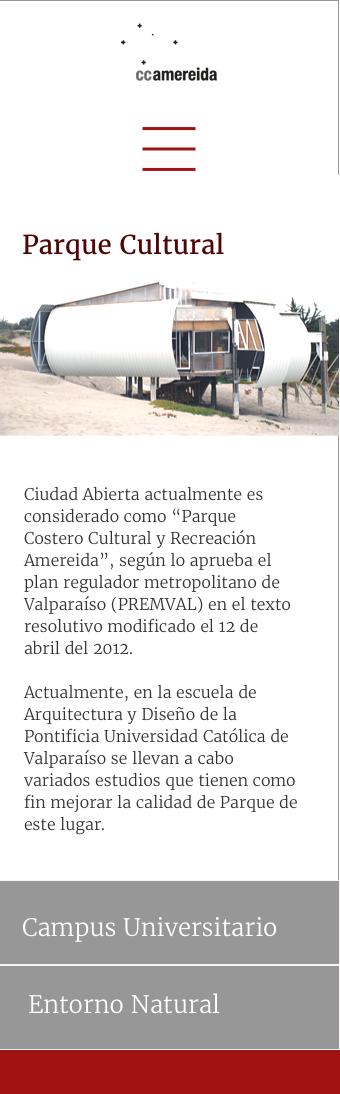 ccamereida
Parque Cultural
Ciudad Abierta actualmente es
considerado como “Parque
Costero Cultural y Recreación
Amereida”, según lo aprueba el
plan regulador metropolitano de
Valparaíso (PREMVAL) en el texto
resolutivo modificado el 12 de
abril del 2012.
Actualmente, en la escuela de
Arquitectura y Diseño de la
Pontificia Universidad Católica de
Valparaíso se llevan a cabo
variados estudios que tienen como
fin mejorar la calidad de Parque de
este lugar.
Campus Universitario
Entorno Natural